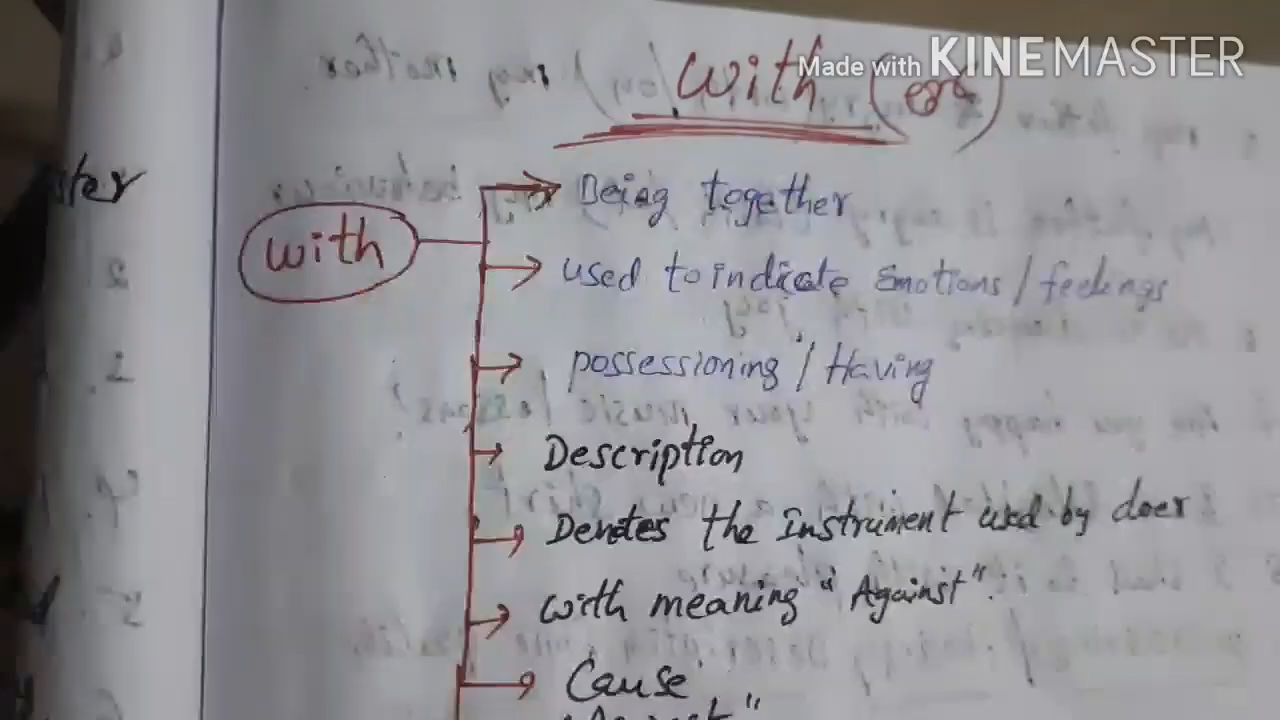 Made with KINEMASTER
with
ster
with
Being together
used to indicate Emotions / feelings
possessioning / Having
Description
Denotes the Instrument used by doer
with meaning "Against".
Cause